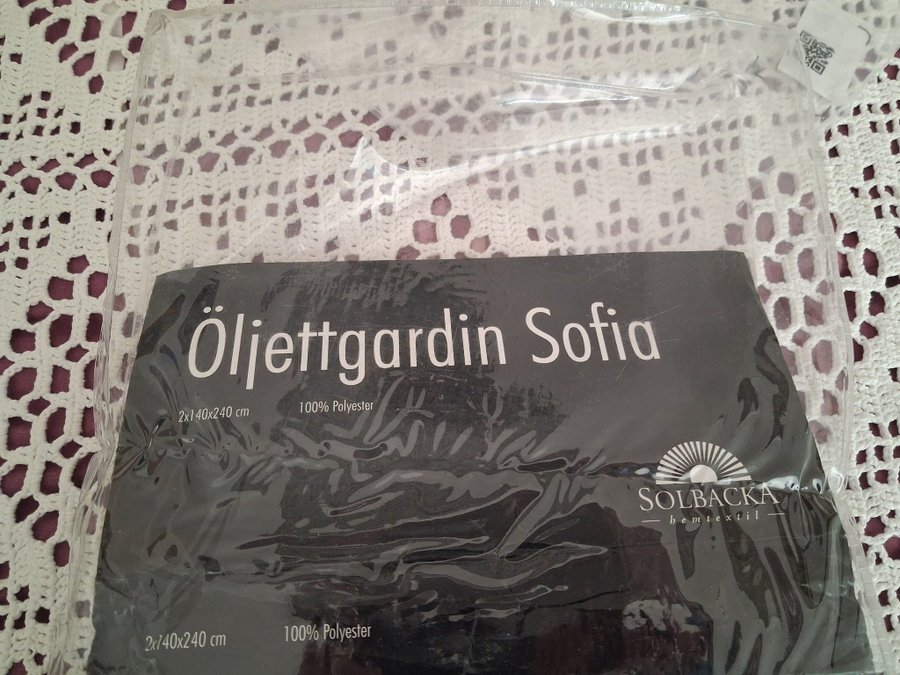 Öljettgardin Sofia
2x140x240 cm
100% Polyester
SOLBACKA
hemtextil
2x140x240 cm
100% Polyester